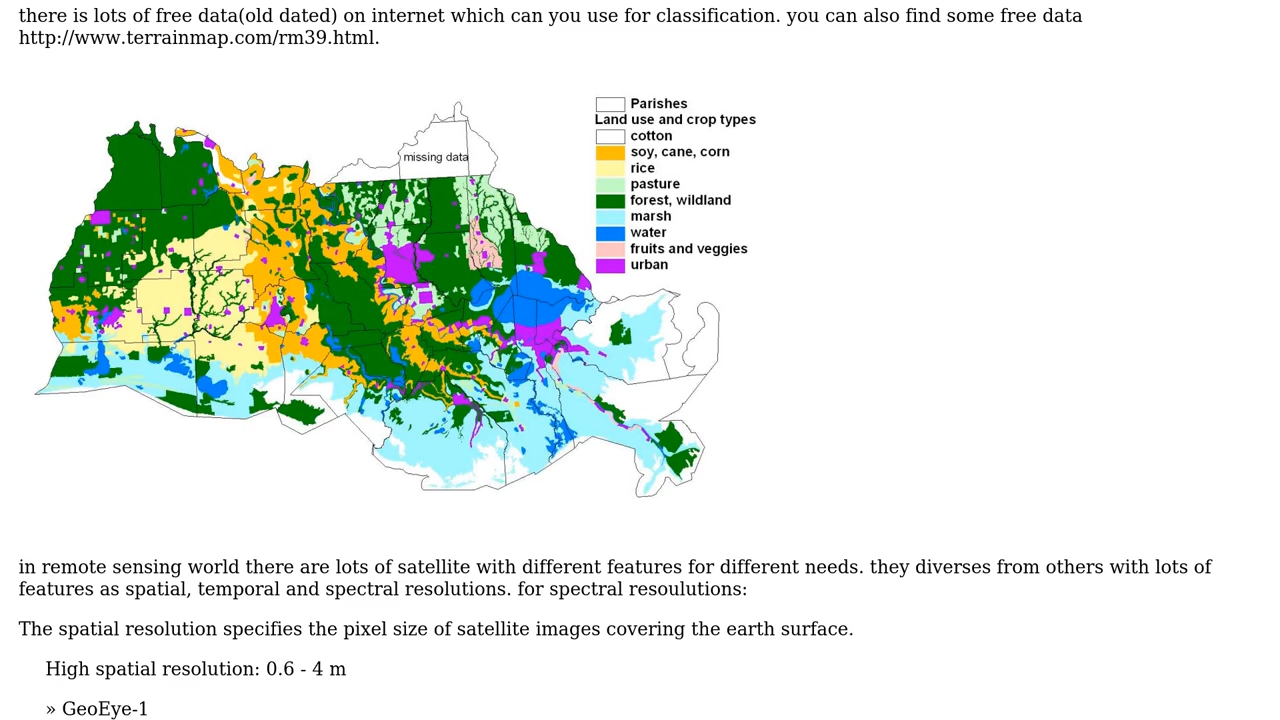 there is lots of free data(old dated) on internet which can you use for classification. you can also find some free data
http://www.terrainmap.com/rm39.html.
Parishes
Land use and crop types
cotton
soy, cane, corn
rice
pasture
forest, wildland
marsh
water
fruits and veggies
urban
missing data
in remote sensing world there are lots of satellite with different features for different needs. they diverses from others with lots of
features as spatial, temporal and spectral resolutions. for spectral resoulutions:
The spatial resolution specifies the pixel size of satellite images covering the earth surface.
High spatial resolution: 0.6 - 4 m
» GeoEye-1